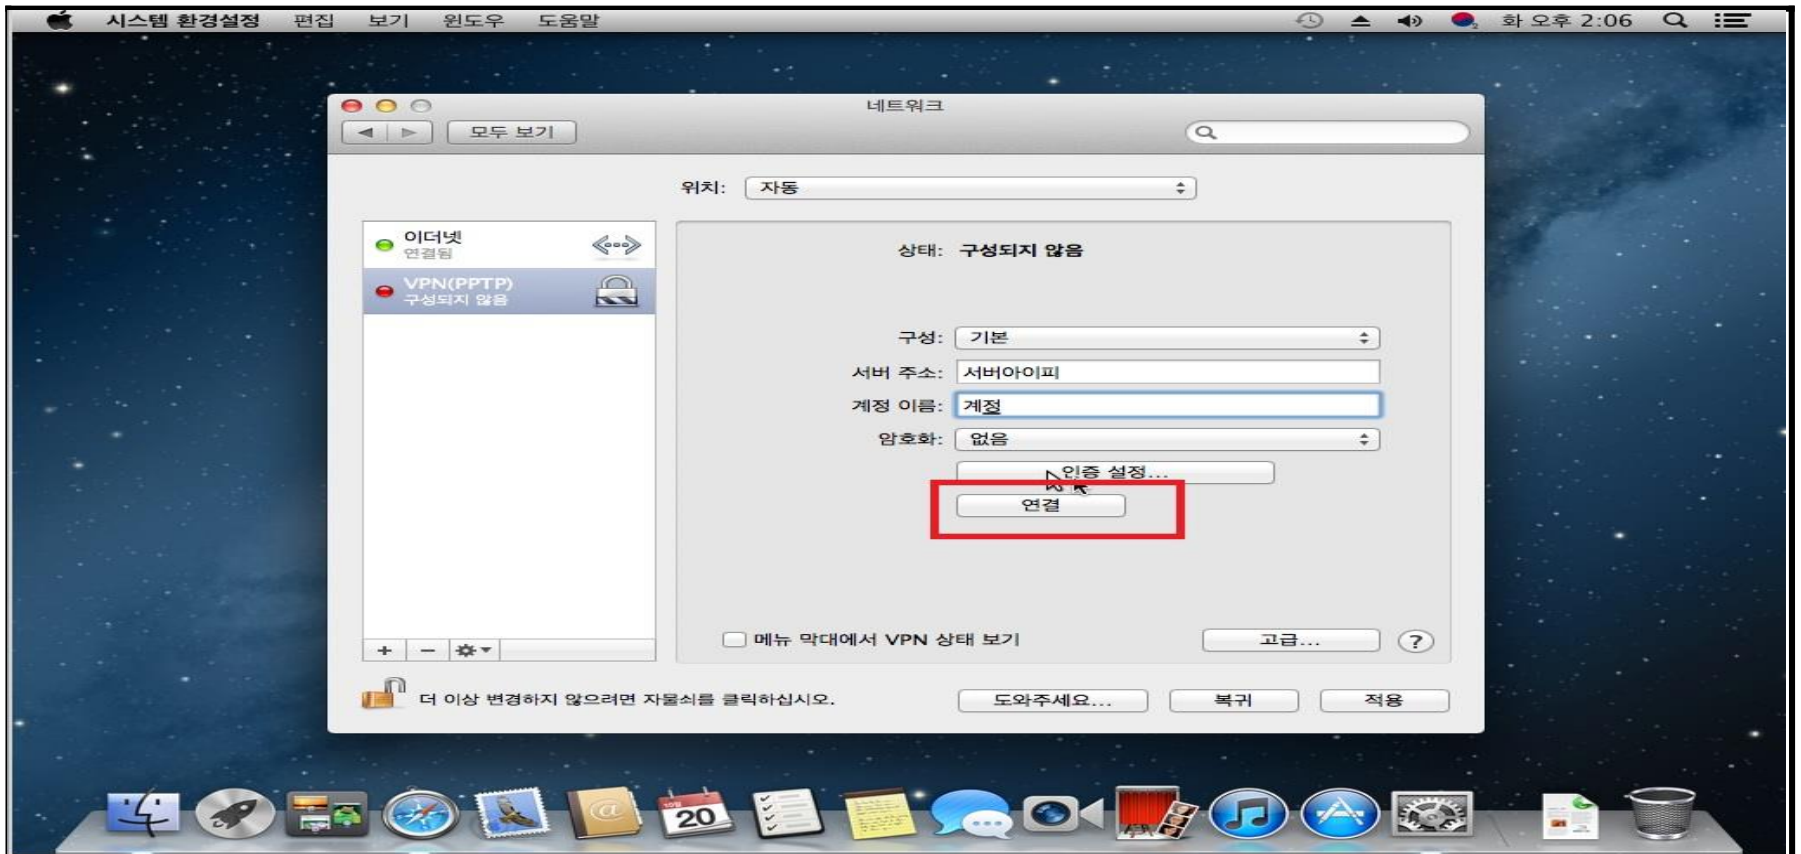 시스템 환경설정 편집 보기 윈도우 도움말 화 오후 2:06
네트워크
모두 보기
위치: 자동
이더넷
연결됨
VPN(PPTP)
구성되지 않음
상태: 구성되지 않음
구성: 기본
서버 주소: 서버아이피
계정 이름: 계정
암호화: 없음
인증 설정...
연결
메뉴 막대에서 VPN 상태 보기
고급... ?
더 이상 변경하지 않으려면 자물쇠를 클릭하십시오.
도와주세요... 복귀 적용
10월
20